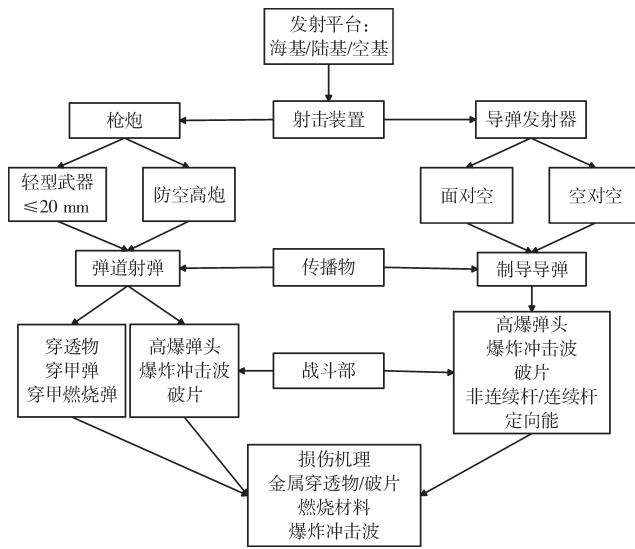 发射平台：
海基/陆基/空基
枪炮
射击装置
导弹发射器
轻型武器
≤20 mm
防空高炮
面对空
空对空
弹道射弹
传播物
制导导弹
穿透物
穿甲弹
穿甲燃烧弹
高爆弹头
爆炸冲击波
破片
战斗部
高爆弹头
爆炸冲击波
破片
非连续杆/连续杆
定向能
损伤机理
金属穿透物/破片
燃烧材料
爆炸冲击波